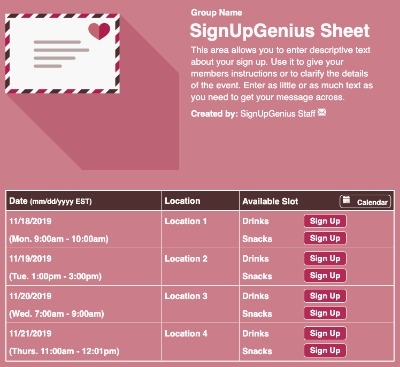 Group Name
SignUpGenius Sheet
This area allows you to enter descriptive text
about your sign up. Use it to give your
members instructions or to clarify the details
of the event. Enter as little or as much text as
you need to get your message across.
Created by: SignUpGenius Staff
Date (mm/dd/yyyy EST) Location Available Slot Calendar
11/18/2019 Location 1 Drinks Sign Up
(Mon. 9:00am - 10:00am) Snacks Sign Up
11/19/2019 Location 2 Drinks Sign Up
(Tue. 1:00pm - 3:00pm) Snacks Sign Up
11/20/2019 Location 3 Drinks Sign Up
(Wed. 7:00am - 9:00am) Snacks Sign Up
11/21/2019 Location 4 Drinks Sign Up
(Thurs. 11:00am - 12:01pm) Snacks Sign Up